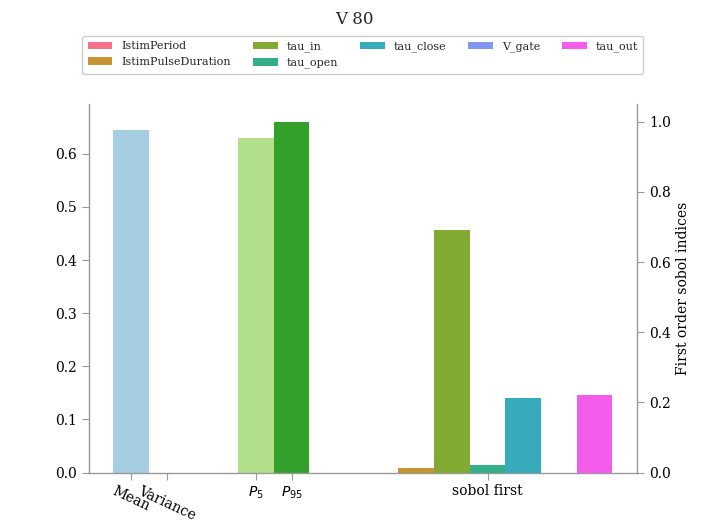 V 80
IstimPeriod
IstimPulseDuration
tau_in
tau_open
tau_close
V_gate
tau_out
0.6
0.5
0.4
0.3
0.2
0.1
0.0
1.0
0.8
0.6
0.4
0.2
0.0
First order sobol indices
Mean
Variance
P5
P95
sobol first